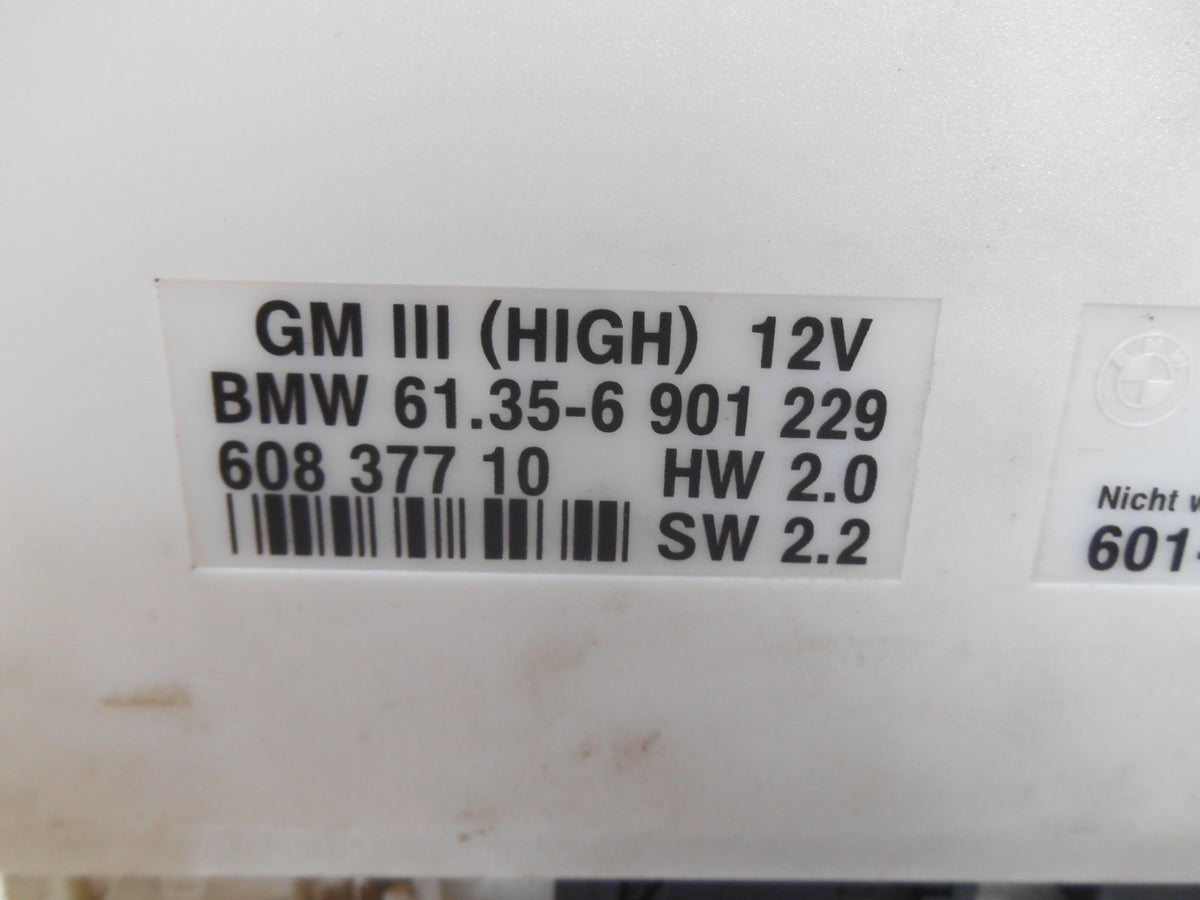 GM III (HIGH) 12V
BMW 61.35-6 901 229
608 377 10 HW 2.0
SW 2.2
BMW
Nicht
601-